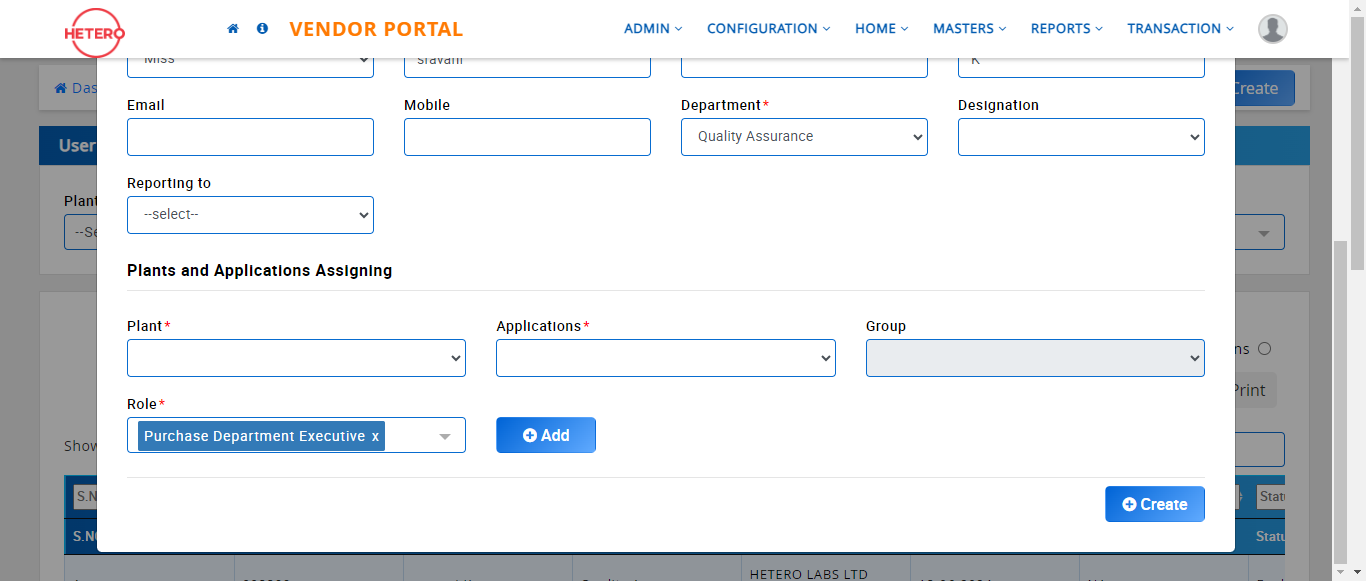 HETERO
VENDOR PORTAL
ADMIN CONFIGURATION HOME MASTERS REPORTS TRANSACTION
Miss sravani K
Das Create
Email Mobile Department* Designation
User Quality Assurance
Reporting to
Plant
--select--
--Se
Plants and Applications Assigning
Plant* Applications* Group
ns
Print
Role*
Purchase Department Executive x Add
Show
S.N Statu
Create
S.NO Statu
HETERO LABS LTD